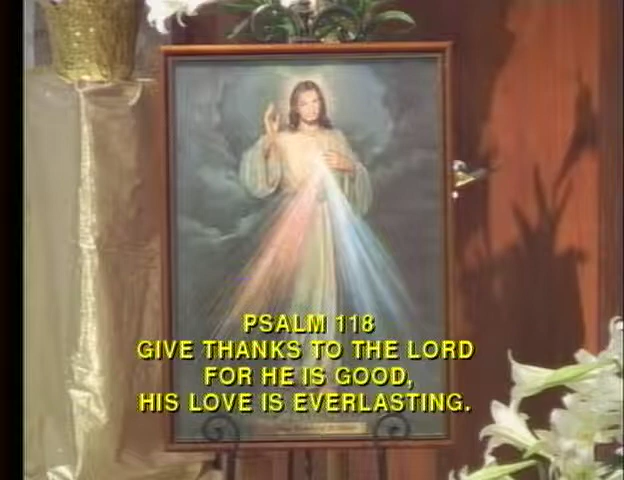 PSALM 118
GIVE THANKS TO THE LORD
FOR HE IS GOOD,
HIS LOVE IS EVERLASTING.